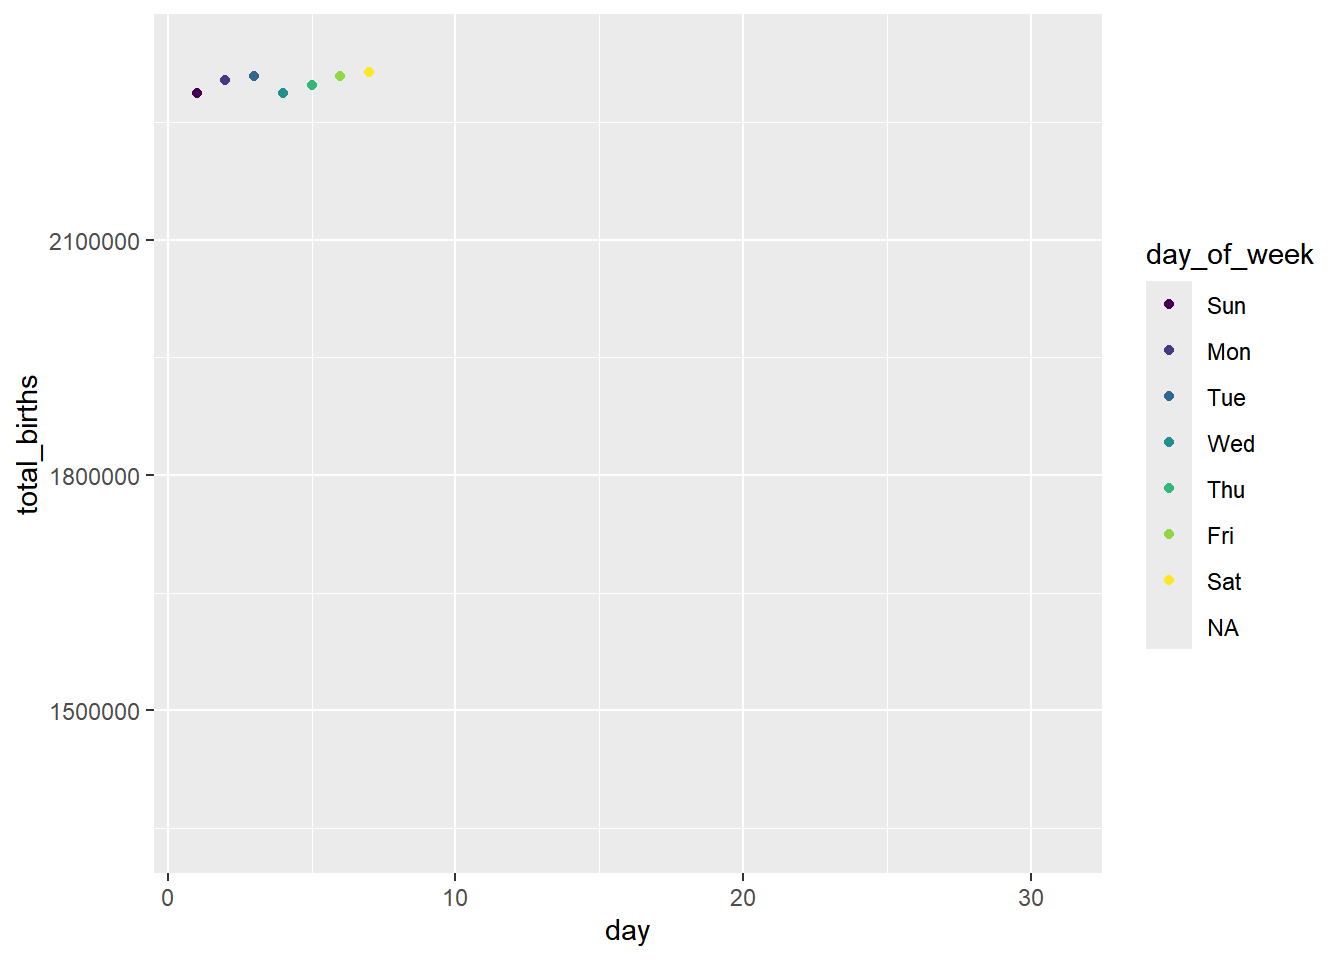 2100000
1800000
1500000
total_births
0
10
20
30
day
day_of_week
Sun
Mon
Tue
Wed
Thu
Fri
Sat
NA